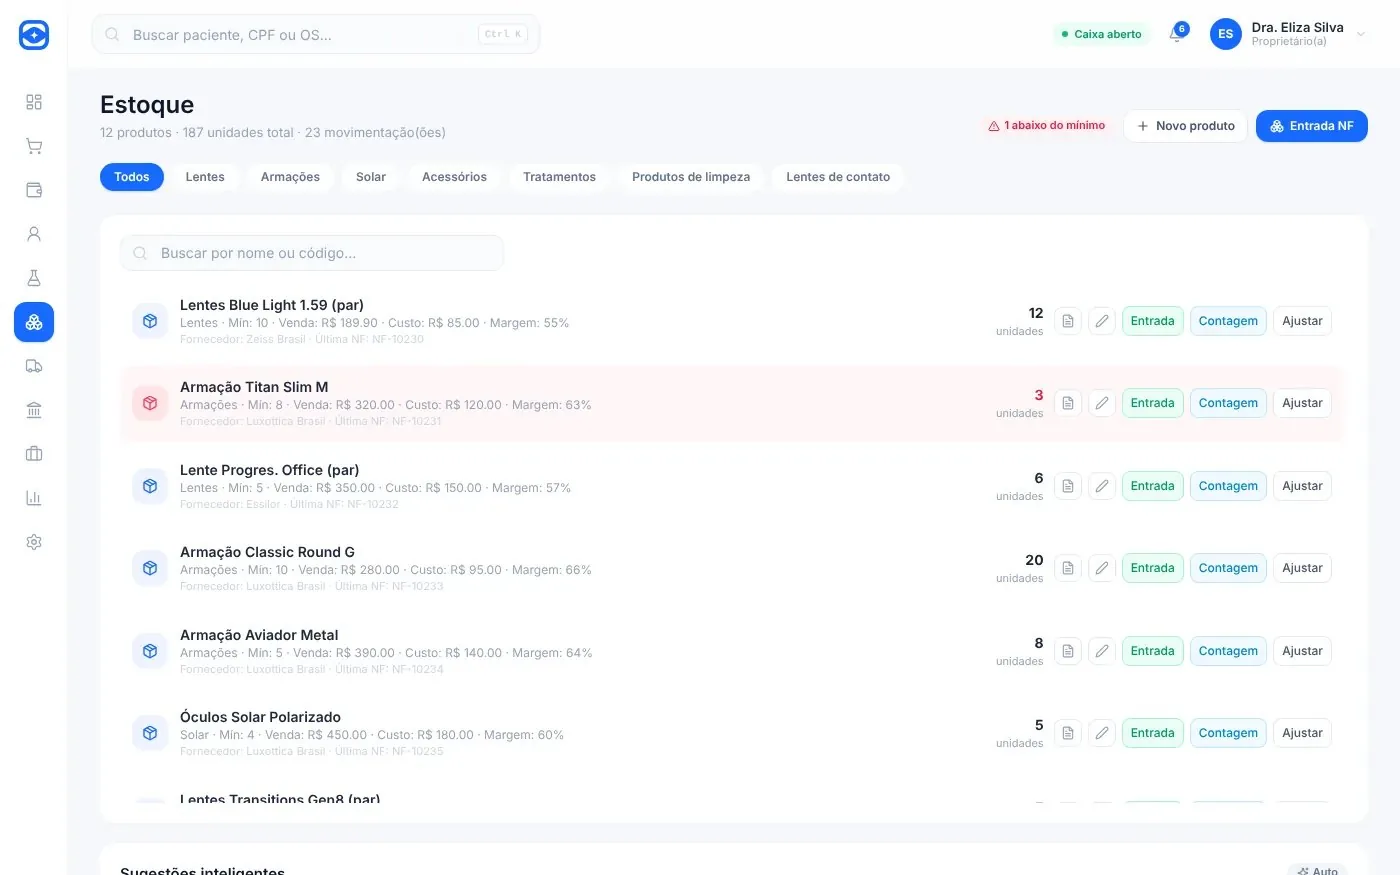 Buscar paciente, CPF ou OS...
Ctrl K
Caixa aberto
6
ES
Dra. Eliza Silva
Proprietário(a)
Estoque
12 produtos · 187 unidades total · 23 movimentação(ões)
1 abaixo do mínimo
Novo produto
Entrada NF
Todos
Lentes
Armações
Solar
Acessórios
Tratamentos
Produtos de limpeza
Lentes de contato
Buscar por nome ou código...
Lentes Blue Light 1.59 (par)
Lentes · Mín: 10 · Venda: R$ 189.90 · Custo: R$ 85.00 · Margem: 55%
Fornecedor: Zeiss Brasil · Última NF: NF-10230
12
unidades
Entrada
Contagem
Ajustar
Armação Titan Slim M
Armações · Mín: 8 · Venda: R$ 320.00 · Custo: R$ 120.00 · Margem: 63%
Fornecedor: Luxottica Brasil · Última NF: NF-10231
3
unidades
Entrada
Contagem
Ajustar
Lente Progres. Office (par)
Lentes · Mín: 5 · Venda: R$ 350.00 · Custo: R$ 150.00 · Margem: 57%
Fornecedor: Essilor · Última NF: NF-10232
6
unidades
Entrada
Contagem
Ajustar
Armação Classic Round G
Armações · Mín: 10 · Venda: R$ 280.00 · Custo: R$ 95.00 · Margem: 66%
Fornecedor: Luxottica Brasil · Última NF: NF-10233
20
unidades
Entrada
Contagem
Ajustar
Armação Aviador Metal
Armações · Mín: 5 · Venda: R$ 390.00 · Custo: R$ 140.00 · Margem: 64%
Fornecedor: Luxottica Brasil · Última NF: NF-10234
8
unidades
Entrada
Contagem
Ajustar
Óculos Solar Polarizado
Solar · Mín: 4 · Venda: R$ 450.00 · Custo: R$ 180.00 · Margem: 60%
Fornecedor: Luxottica Brasil · Última NF: NF-10235
5
unidades
Entrada
Contagem
Ajustar
Lentes Transitions Gen8 (par)
Sugestões inteligentes
Auto